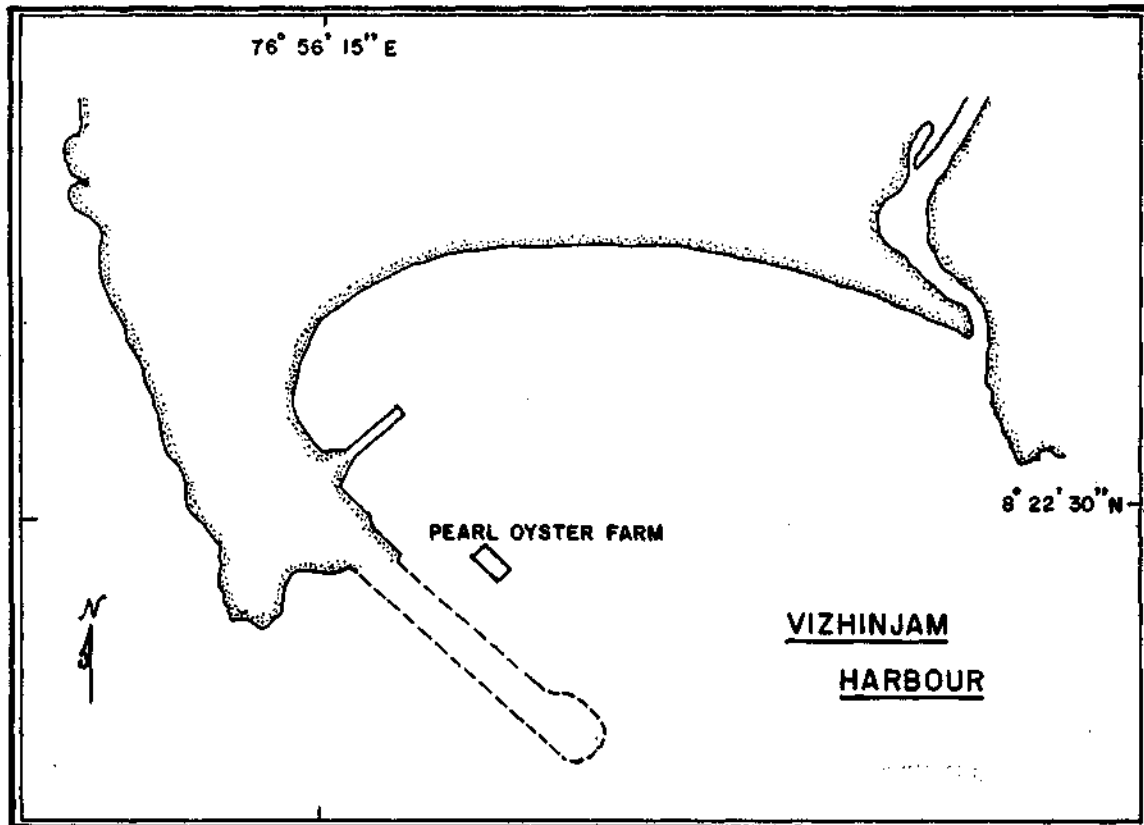 76° 56' 15" E
8° 22' 30" N
PEARL OYSTER FARM
N
VIZHINJAM
HARBOUR